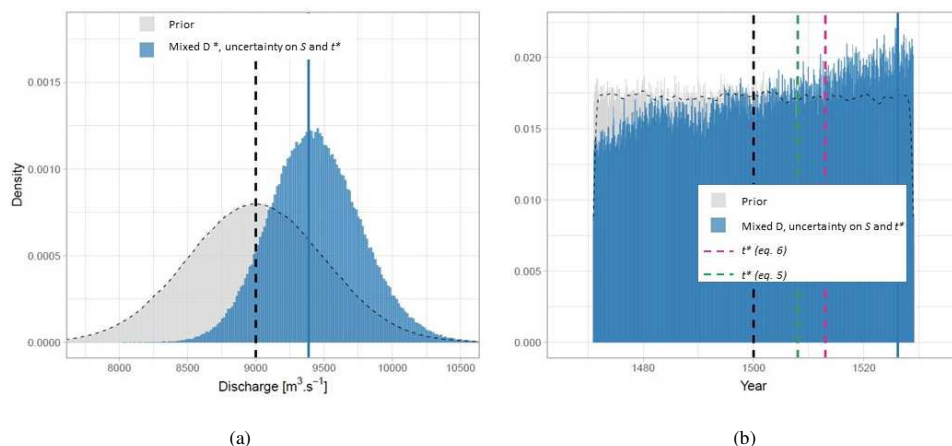 Prior
Mixed D *, uncertainty on S and t*
0.0015
0.0010
0.0005
0.0000
Density
8000
8500
9000
9500
10000
10500
Discharge [m³.s⁻¹]
(a)
0.020
0.015
0.010
0.005
0.000
Prior
Mixed D, uncertainty on S and t*
t* (eq. 6)
t* (eq. 5)
1480
1500
1520
Year
(b)